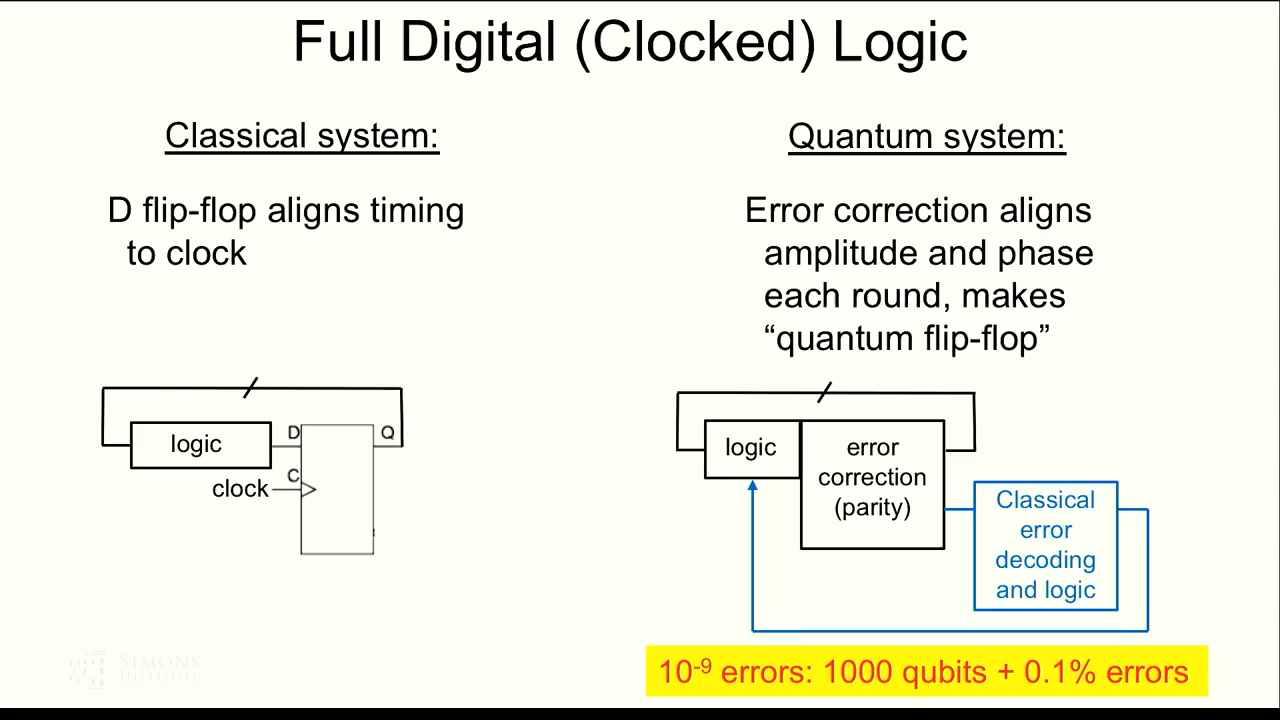 Full Digital (Clocked) Logic
Classical system:
D flip-flop aligns timing
to clock
logic
D
Q
C
clock
Quantum system:
Error correction aligns
amplitude and phase
each round, makes
“quantum flip-flop”
logic
error
correction
(parity)
Classical
error
decoding
and logic
10⁻⁹ errors: 1000 qubits + 0.1% errors
SIMONS
INSTITUTE